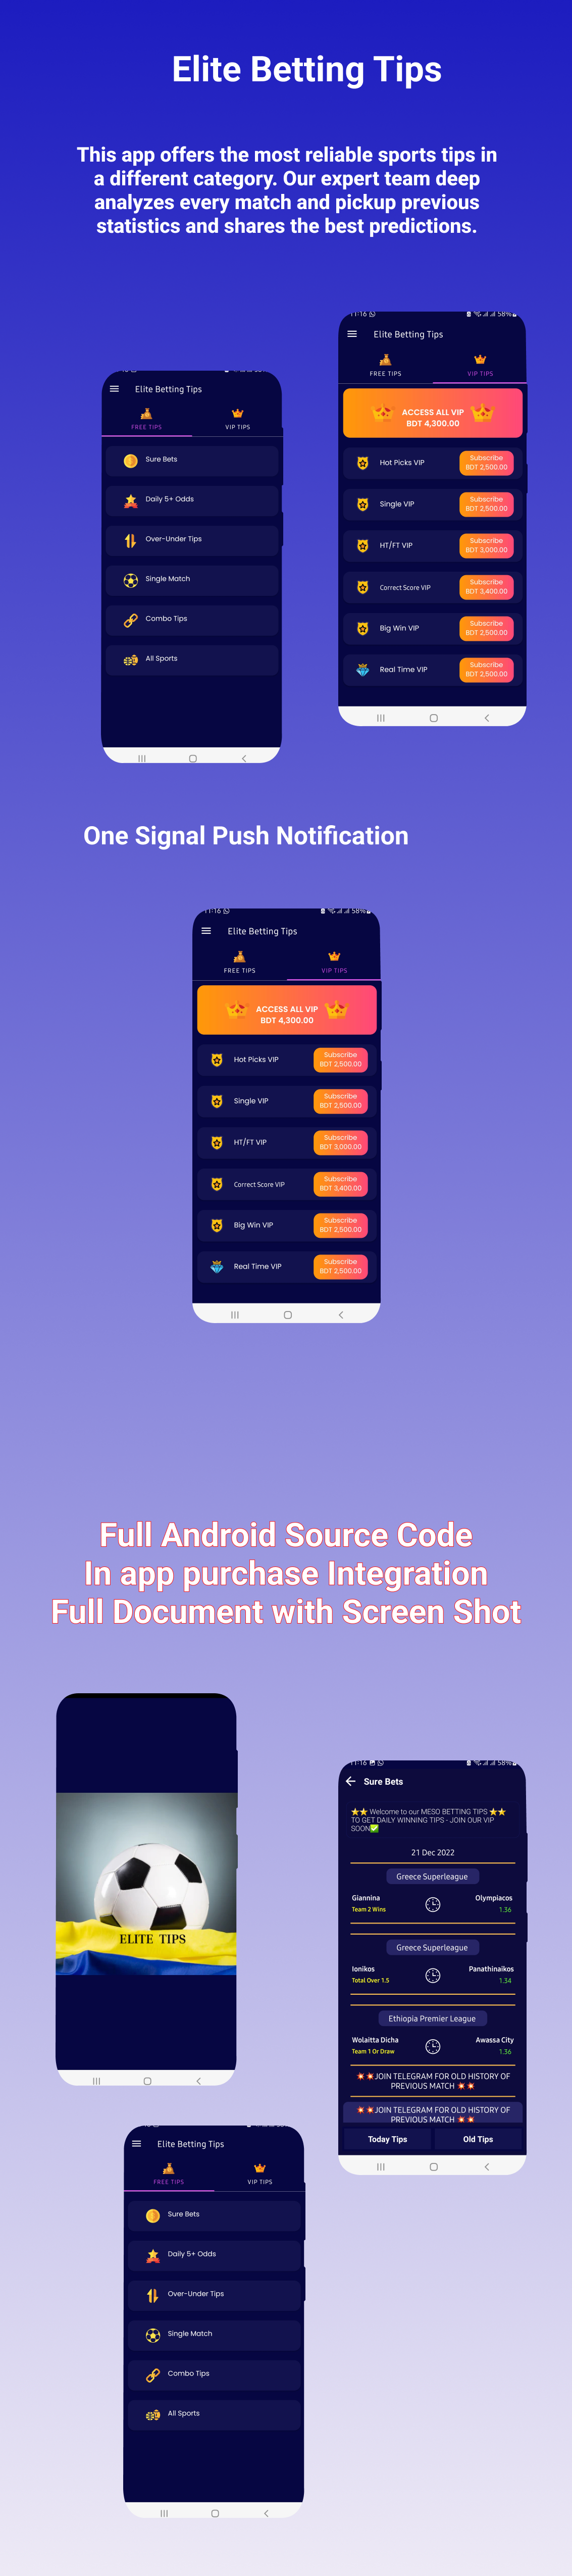 Elite Betting Tips
This app offers the most reliable sports tips in
a different category. Our expert team deep
analyzes every match and pickup previous
statistics and shares the best predictions.
Elite Betting Tips
FREE TIPS
VIP TIPS
Sure Bets
Daily 5+ Odds
Over-Under Tips
Single Match
Combo Tips
All Sports
11:16
58%
Elite Betting Tips
FREE TIPS
VIP TIPS
ACCESS ALL VIP
BDT 4,300.00
Hot Picks VIP
Subscribe
BDT 2,500.00
Single VIP
Subscribe
BDT 2,500.00
HT/FT VIP
Subscribe
BDT 3,000.00
Correct Score VIP
Subscribe
BDT 3,400.00
Big Win VIP
Subscribe
BDT 2,500.00
Real Time VIP
Subscribe
BDT 2,500.00
One Signal Push Notification
11:16
58%
Elite Betting Tips
FREE TIPS
VIP TIPS
ACCESS ALL VIP
BDT 4,300.00
Hot Picks VIP
Subscribe
BDT 2,500.00
Single VIP
Subscribe
BDT 2,500.00
HT/FT VIP
Subscribe
BDT 3,000.00
Correct Score VIP
Subscribe
BDT 3,400.00
Big Win VIP
Subscribe
BDT 2,500.00
Real Time VIP
Subscribe
BDT 2,500.00
Full Android Source Code
In app purchase Integration
Full Document with Screen Shot
ELITE TIPS
11:16
58%
Sure Bets
⭐⭐ Welcome to our MESO BETTING TIPS ⭐⭐
TO GET DAILY WINNING TIPS - JOIN OUR VIP
SOON✅
21 Dec 2022
Greece Superleague
Giannina
Olympiacos
Team 2 Wins
1.36
Greece Superleague
Ionikos
Panathinaikos
Total Over 1.5
1.34
Ethiopia Premier League
Wolaitta Dicha
Awassa City
Team 1 Or Draw
1.36
💥💥JOIN TELEGRAM FOR OLD HISTORY OF
PREVIOUS MATCH 💥💥
💥💥JOIN TELEGRAM FOR OLD HISTORY OF
PREVIOUS MATCH 💥💥
Today Tips
Old Tips
Elite Betting Tips
FREE TIPS
VIP TIPS
Sure Bets
Daily 5+ Odds
Over-Under Tips
Single Match
Combo Tips
All Sports